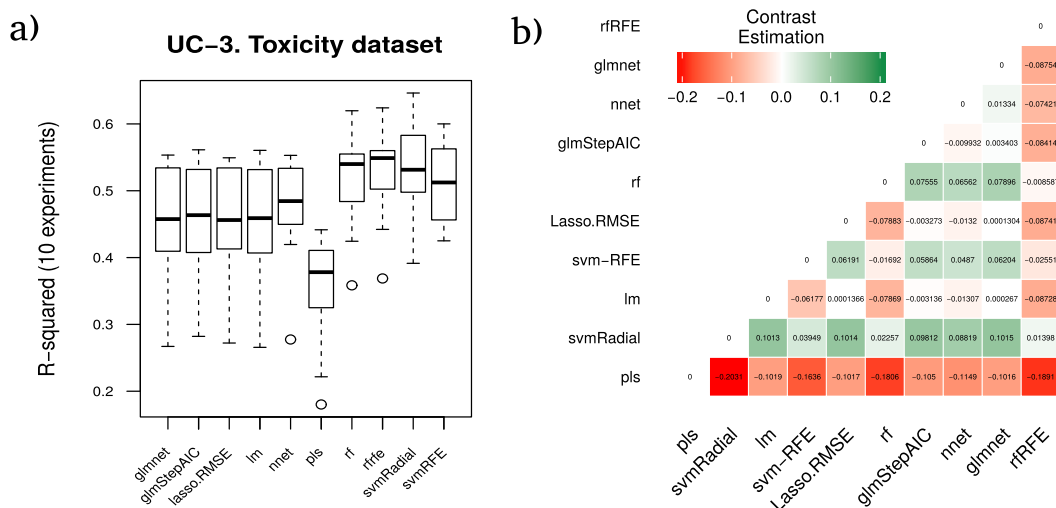 a)
UC−3. Toxicity dataset
R−squared (10 experiments)
0.6
0.5
0.4
0.3
0.2
glmnet
glmStepAIC
lasso.RMSE
lm
nnet
pls
rf
rfrfe
svmRadial
svmRFE
b)
Contrast
Estimation
−0.2 −0.1 0.0 0.1 0.2
rfRFE 0
glmnet 0 −0.08754
nnet 0 0.01334 −0.07421
glmStepAIC 0 −0.009932 0.003403 −0.08414
rf 0 0.07555 0.06562 0.07896 −0.008587
Lasso.RMSE 0 −0.07883 −0.003273 −0.0132 0.0001304 −0.08741
svm−RFE 0 0.06191 −0.01692 0.05864 0.0487 0.06204 −0.02551
lm 0 −0.06177 0.0001366 −0.07869 −0.003136 −0.01307 0.000267 −0.08728
svmRadial 0 0.1013 0.03949 0.1014 0.02257 0.09812 0.08819 0.1015 0.01398
pls 0 −0.2031 −0.1019 −0.1636 −0.1017 −0.1806 −0.105 −0.1149 −0.1016 −0.1891
pls
svmRadial
lm
svm−RFE
Lasso.RMSE
rf
glmStepAIC
nnet
glmnet
rfRFE